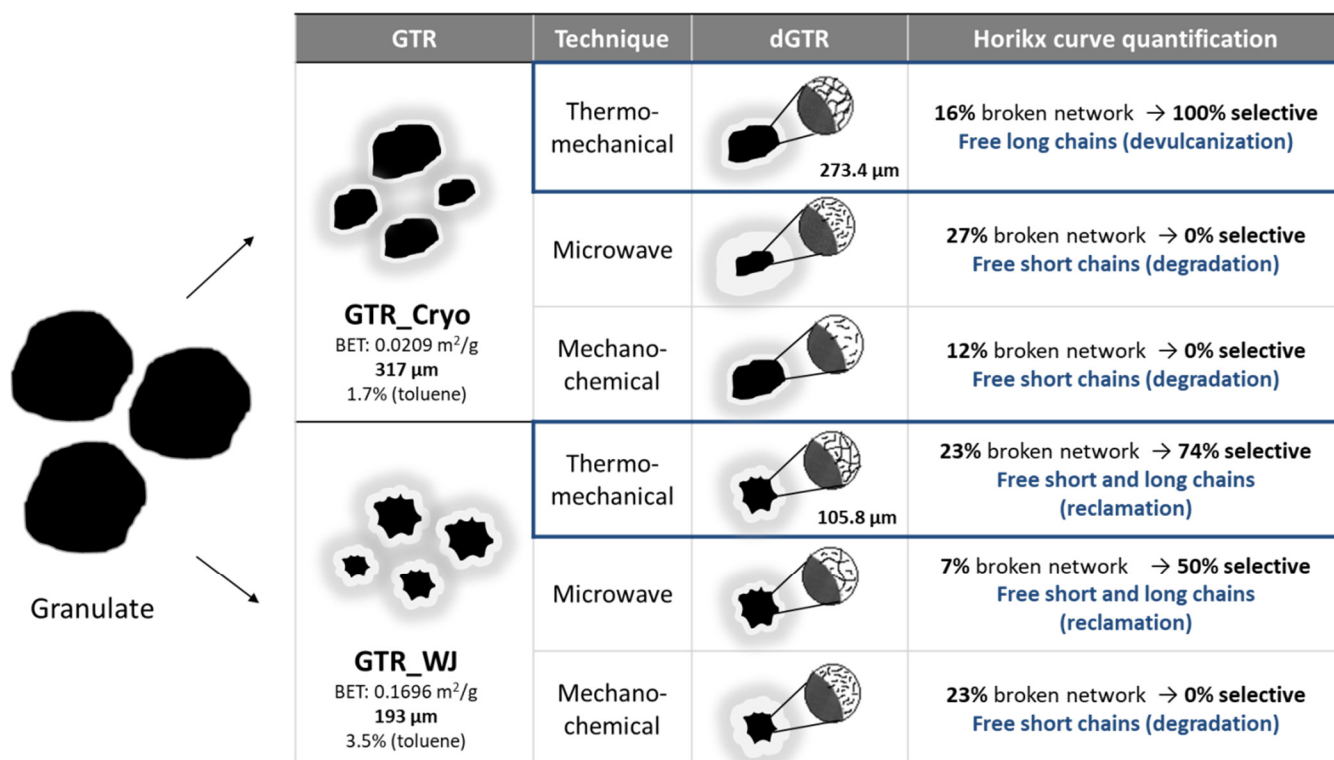 GTR Technique dGTR Horikx curve quantification
Granulate
GTR_Cryo
BET: 0.0209 m²/g
317 µm
1.7% (toluene)
Thermo-
mechanical
273.4 µm
16% broken network → 100% selective
Free long chains (devulcanization)
Microwave
27% broken network → 0% selective
Free short chains (degradation)
Mechano-
chemical
12% broken network → 0% selective
Free short chains (degradation)
GTR_WJ
BET: 0.1696 m²/g
193 µm
3.5% (toluene)
Thermo-
mechanical
105.8 µm
23% broken network → 74% selective
Free short and long chains
(reclamation)
Microwave
7% broken network → 50% selective
Free short and long chains
(reclamation)
Mechano-
chemical
23% broken network → 0% selective
Free short chains (degradation)